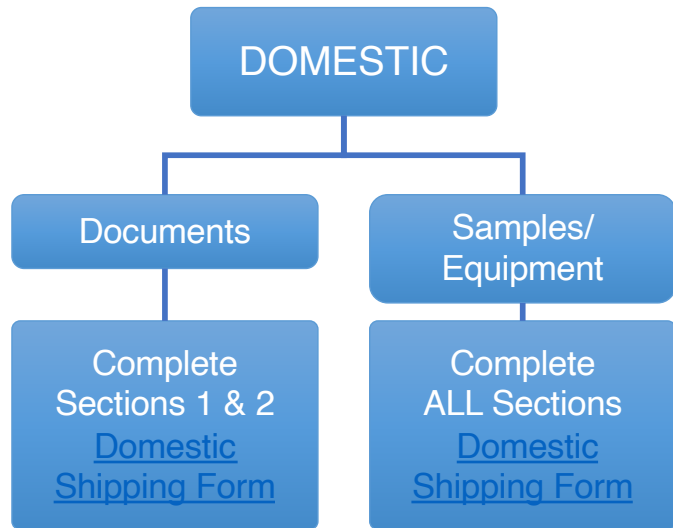 DOMESTIC
Documents
Samples/
Equipment
Complete
Sections 1 & 2
Domestic
Shipping Form
Complete
ALL Sections
Domestic
Shipping Form